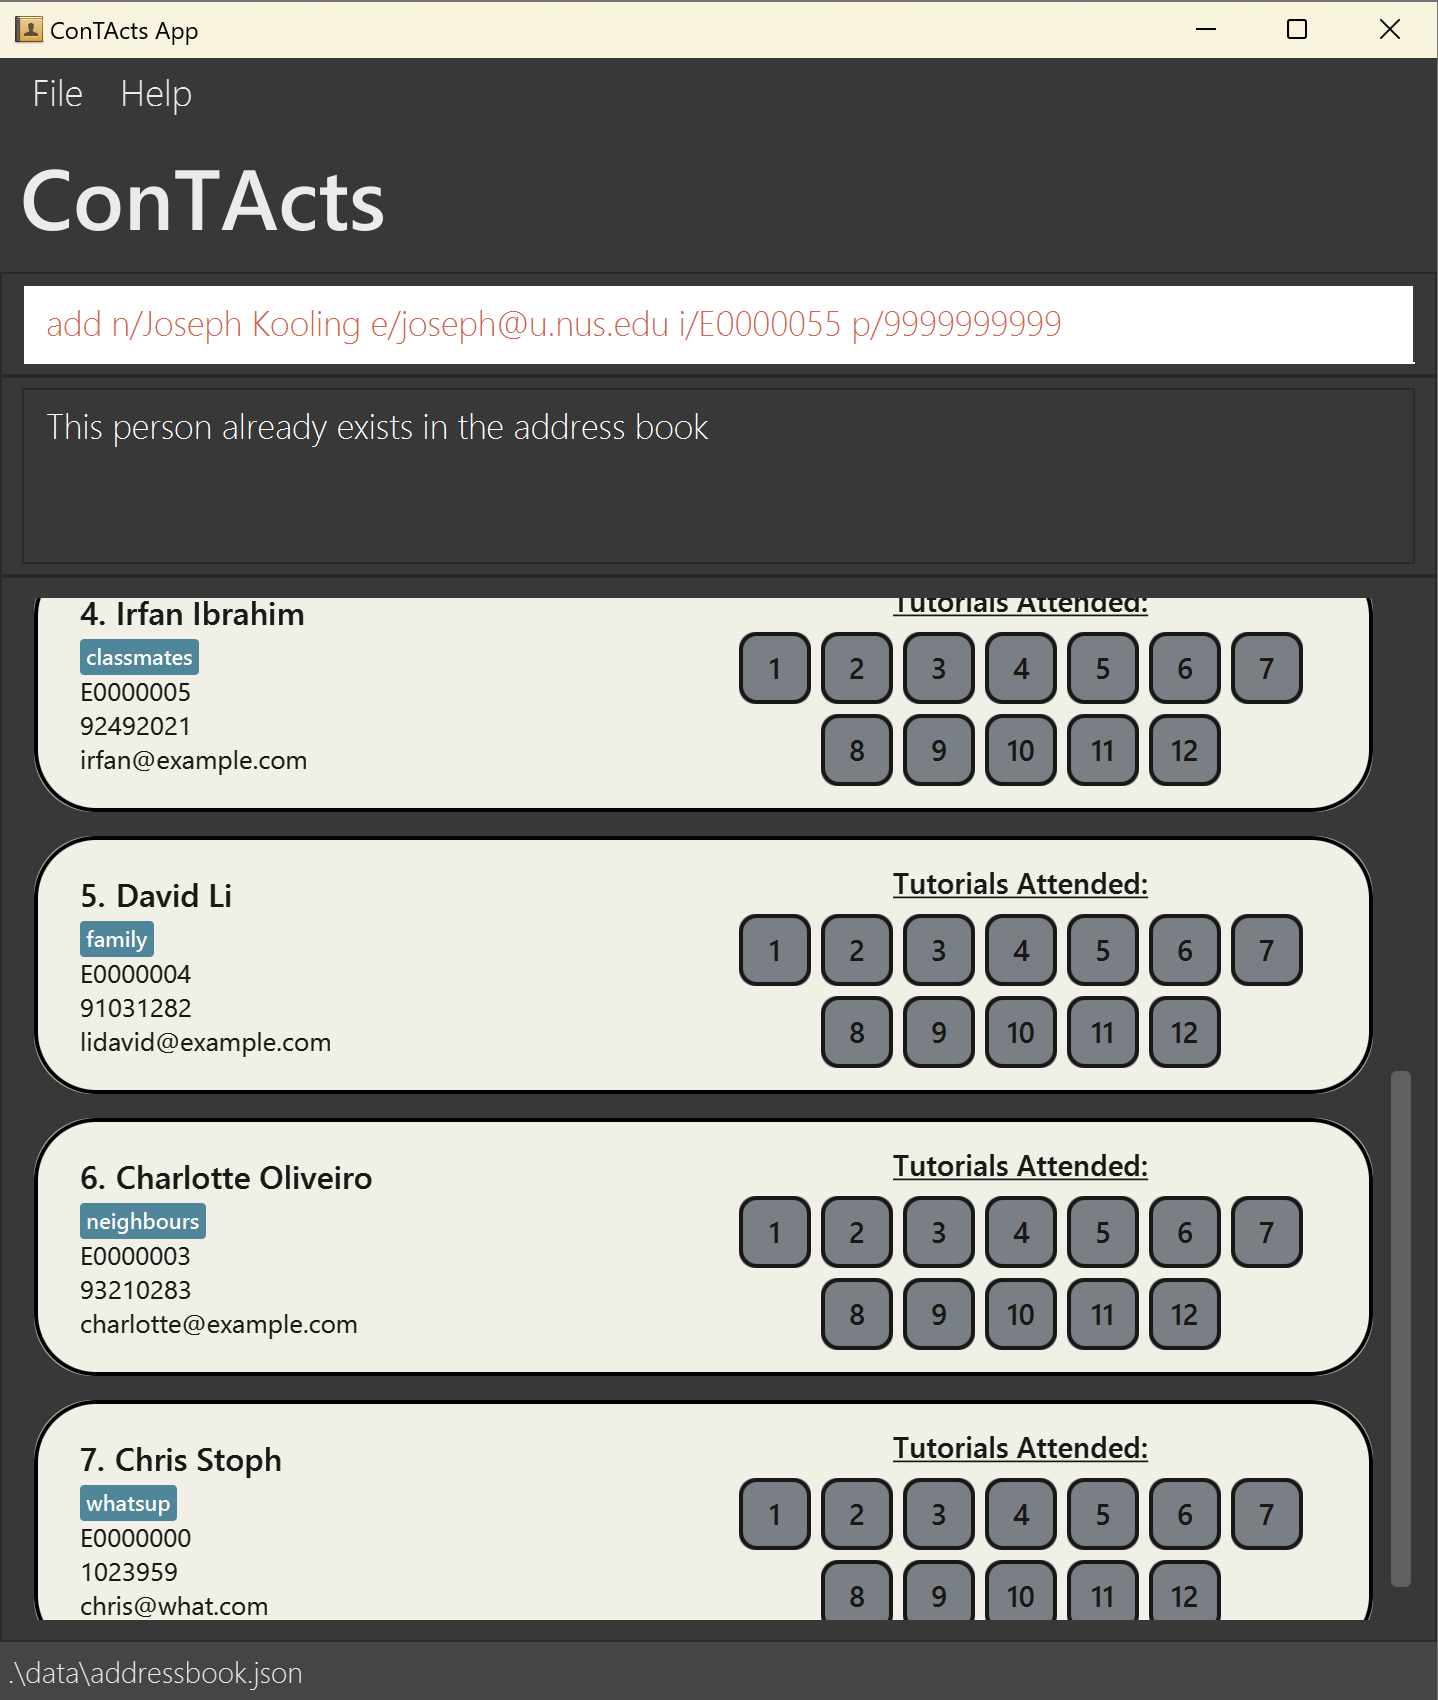 ConTActs App
File Help
ConTActs
add n/Joseph Kooling e/joseph@u.nus.edu i/E0000055 p/9999999999
This person already exists in the address book
4. Irfan Ibrahim
classmates
E0000005
92492021
irfan@example.com
Tutorials Attended:
1 2 3 4 5 6 7
8 9 10 11 12
5. David Li
family
E0000004
91031282
lidavid@example.com
Tutorials Attended:
1 2 3 4 5 6 7
8 9 10 11 12
6. Charlotte Oliveiro
neighbours
E0000003
93210283
charlotte@example.com
Tutorials Attended:
1 2 3 4 5 6 7
8 9 10 11 12
7. Chris Stoph
whatsup
E0000000
1023959
chris@what.com
Tutorials Attended:
1 2 3 4 5 6 7
8 9 10 11 12
.\data\addressbook.json